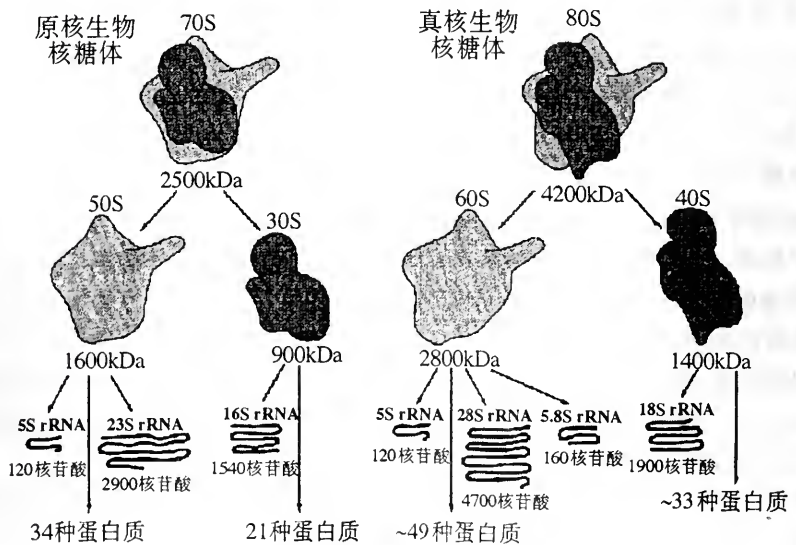 原核生物
核糖体
70S
2500kDa
50S
30S
1600kDa
900kDa
5S rRNA
120核苷酸
23S rRNA
2900核苷酸
16S rRNA
1540核苷酸
34种蛋白质
21种蛋白质
真核生物
核糖体
80S
4200kDa
60S
40S
2800kDa
1400kDa
5S rRNA
120核苷酸
28S rRNA
4700核苷酸
5.8S rRNA
160核苷酸
18S rRNA
1900核苷酸
~49种蛋白质
~33种蛋白质